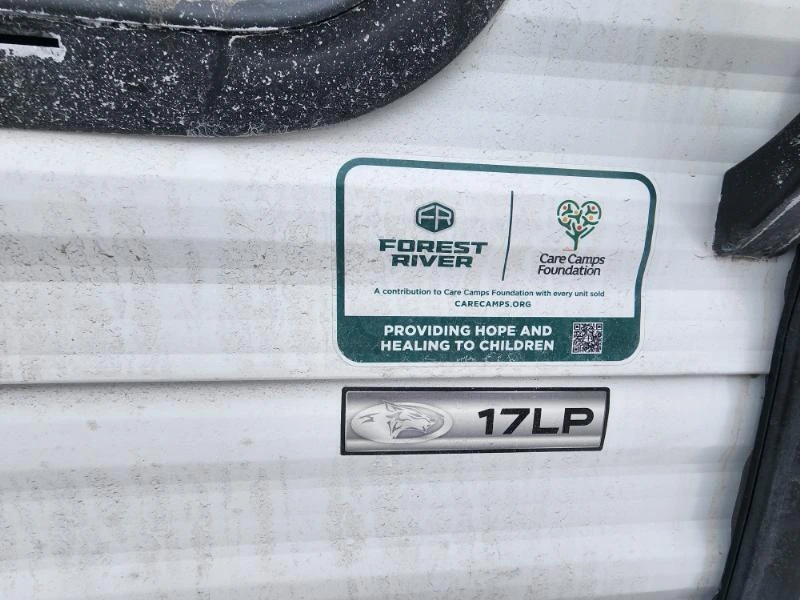 FR
FOREST
RIVER
Care Camps
Foundation
A contribution to Care Camps Foundation with every unit sold
CARECAMPS.ORG
PROVIDING HOPE AND
HEALING TO CHILDREN
17LP